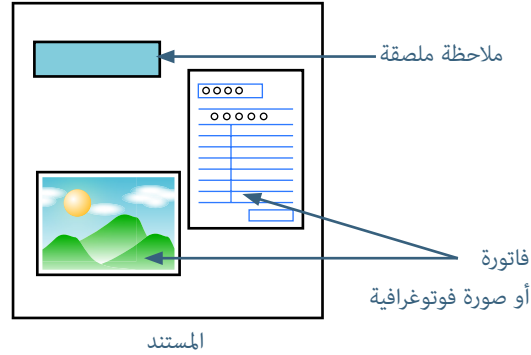 ملاحظة ملصقة
فاتورة
أو صورة فوتوغرافية
المستند